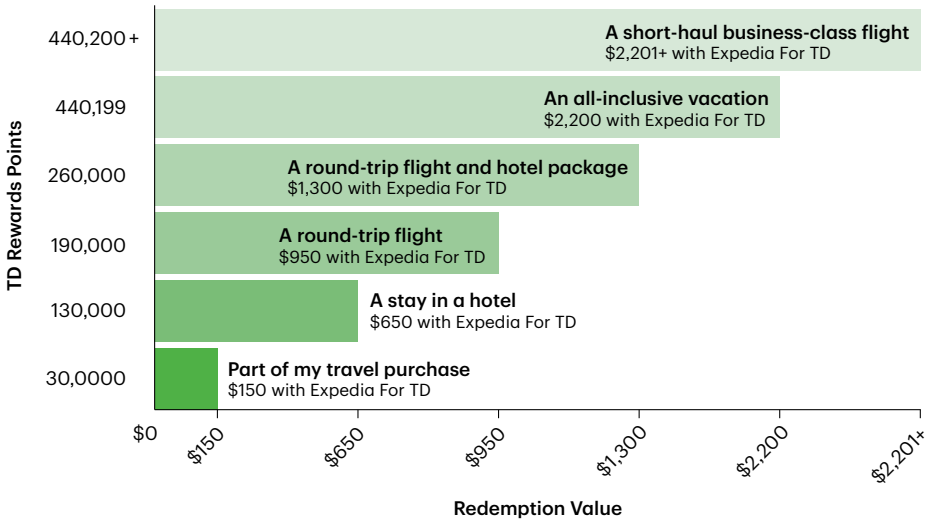 TD Rewards Points
440,200+
A short-haul business-class flight
$2,201+ with Expedia For TD
440,199
An all-inclusive vacation
$2,200 with Expedia For TD
260,000
A round-trip flight and hotel package
$1,300 with Expedia For TD
190,000
A round-trip flight
$950 with Expedia For TD
130,000
A stay in a hotel
$650 with Expedia For TD
30,0000
Part of my travel purchase
$150 with Expedia For TD
$0
$150
$650
$950
$1,300
$2,200
$2,201+
Redemption Value